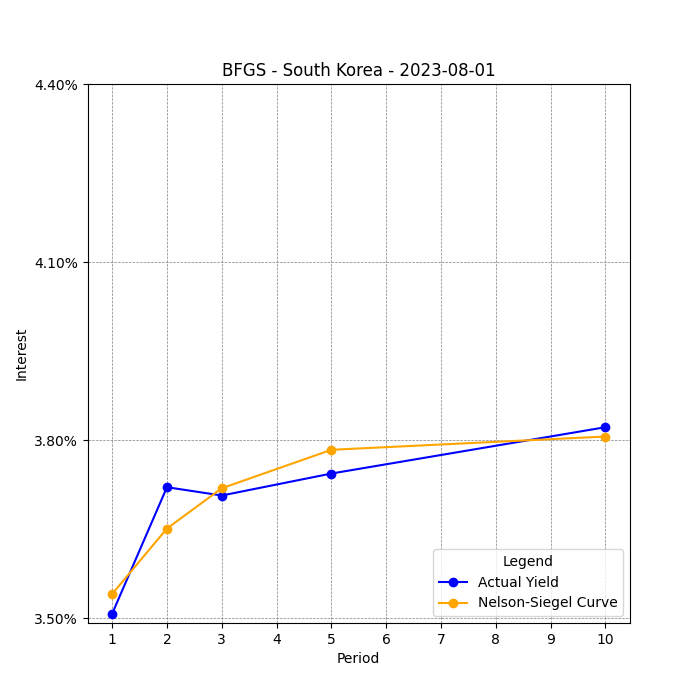 BFGS - South Korea - 2023-08-01
4.40%
4.10%
3.80%
3.50%
Interest
1 2 3 4 5 6 7 8 9 10
Period
Legend
Actual Yield
Nelson-Siegel Curve